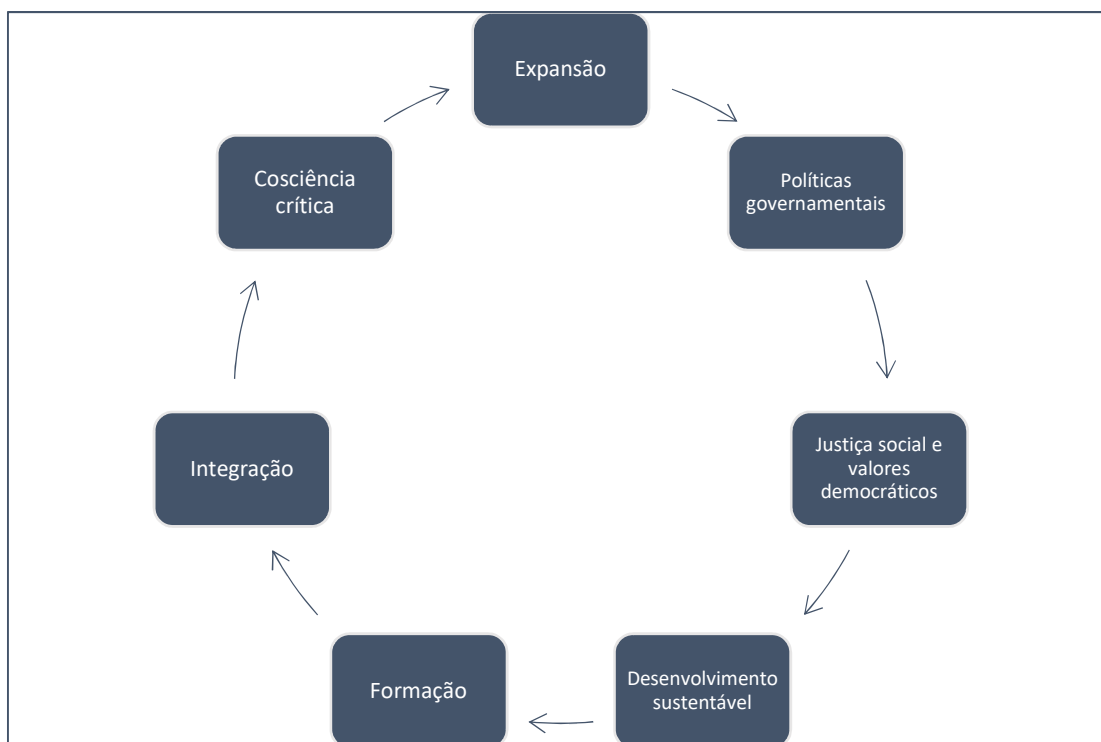 Expansão
Políticas
governamentais
Justiça social e
valores
democráticos
Desenvolvimento
sustentável
Formação
Integração
Cosciência
crítica